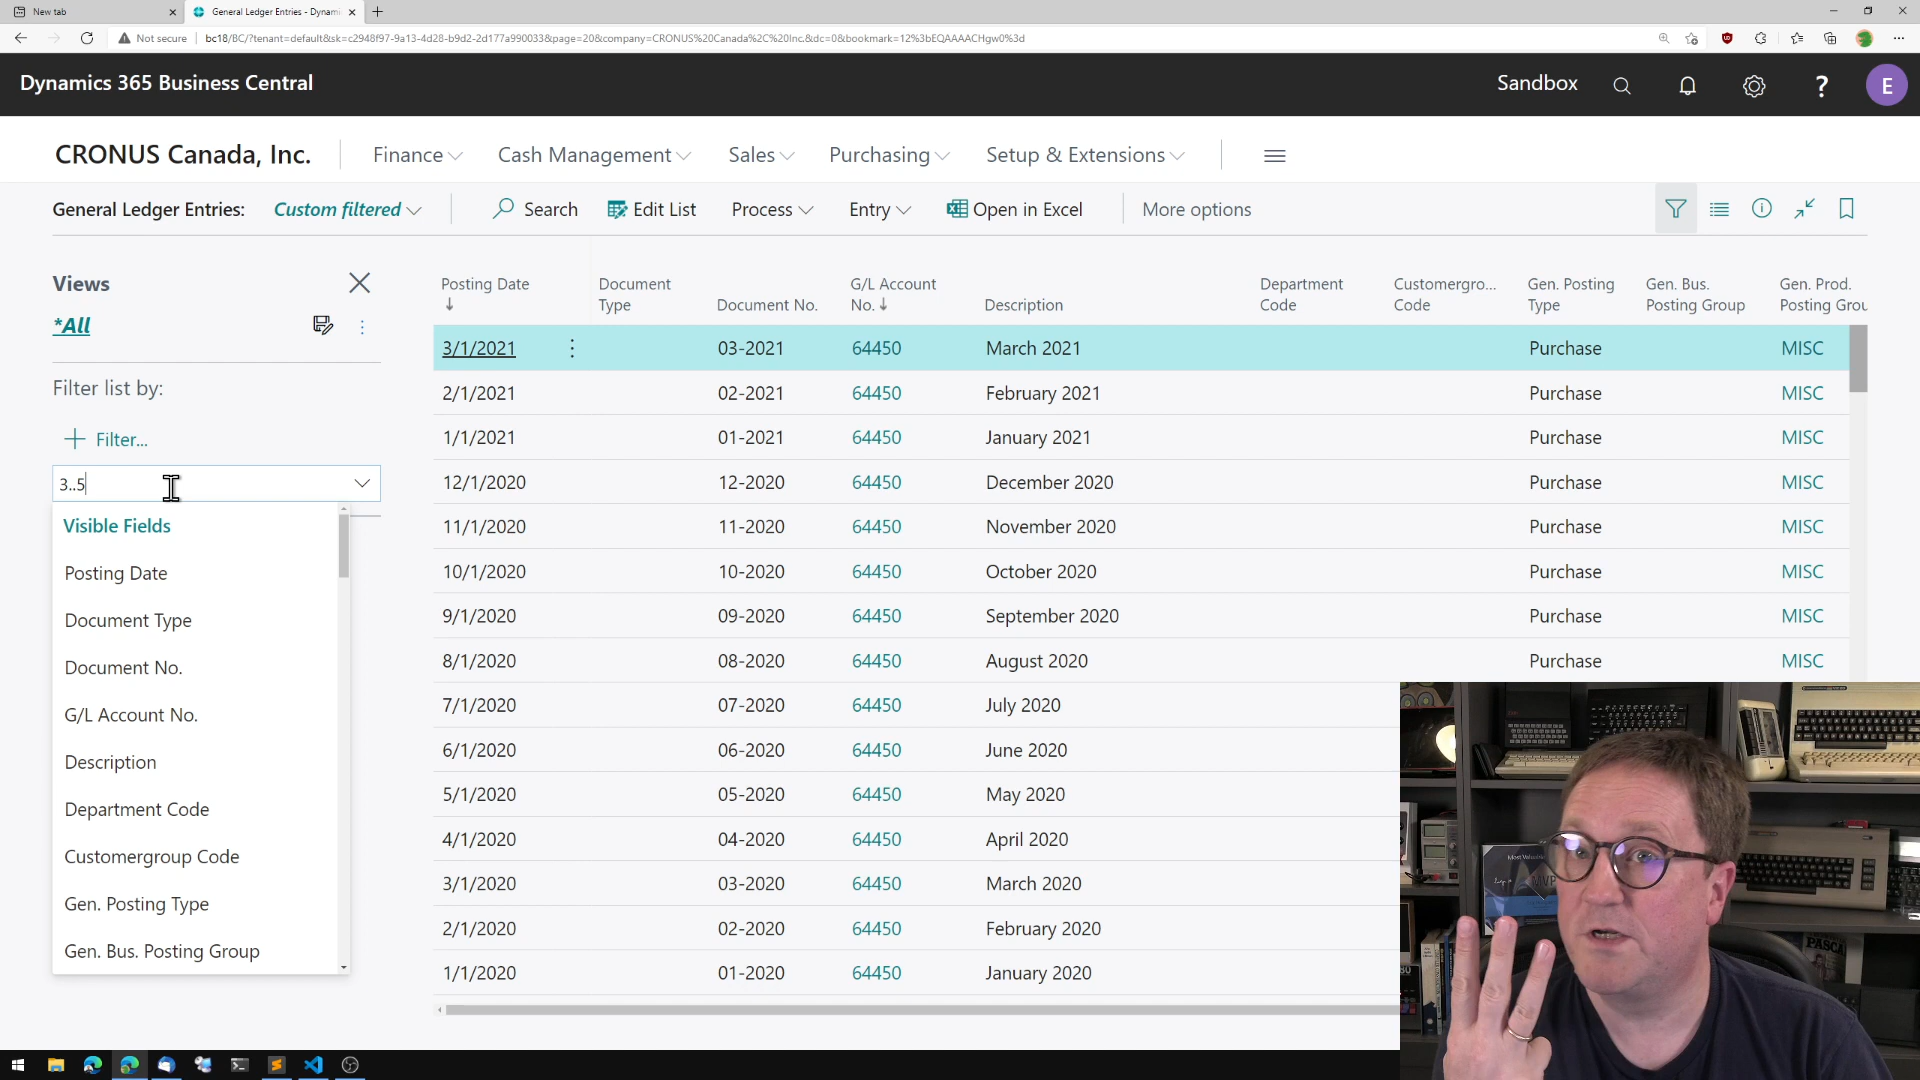 New tab
General Ledger Entries - Dynami
Not secure
bc18/BC/?tenant=default&sk=c2948f97-9a13-4d28-b9d2-2d177a990033&page=20&company=CRONUS%20Canada%2C%20Inc.&dc=0&bookmark=12%3bEQAAAACHgw0%3d
Dynamics 365 Business Central
Sandbox
?
E
CRONUS Canada, Inc.
Finance
Cash Management
Sales
Purchasing
Setup & Extensions
General Ledger Entries:
Custom filtered
Search
Edit List
Process
Entry
Open in Excel
More options
Views
*All
Filter list by:
Filter...
3..5
Visible Fields
Posting Date
Document Type
Document No.
G/L Account No.
Description
Department Code
Customergroup Code
Gen. Posting Type
Gen. Bus. Posting Group
Posting Date
Document Type
Document No.
G/L Account No.
Description
Department Code
Customergro... Code
Gen. Posting Type
Gen. Bus. Posting Group
Gen. Prod. Posting Grou
3/1/2021 03-2021 64450 March 2021 Purchase MISC
2/1/2021 02-2021 64450 February 2021 Purchase MISC
1/1/2021 01-2021 64450 January 2021 Purchase MISC
12/1/2020 12-2020 64450 December 2020 Purchase MISC
11/1/2020 11-2020 64450 November 2020 Purchase MISC
10/1/2020 10-2020 64450 October 2020 Purchase MISC
9/1/2020 09-2020 64450 September 2020 Purchase MISC
8/1/2020 08-2020 64450 August 2020 Purchase MISC
7/1/2020 07-2020 64450 July 2020
6/1/2020 06-2020 64450 June 2020
5/1/2020 05-2020 64450 May 2020
4/1/2020 04-2020 64450 April 2020
3/1/2020 03-2020 64450 March 2020
2/1/2020 02-2020 64450 February 2020
1/1/2020 01-2020 64450 January 2020
MVP
PASCA